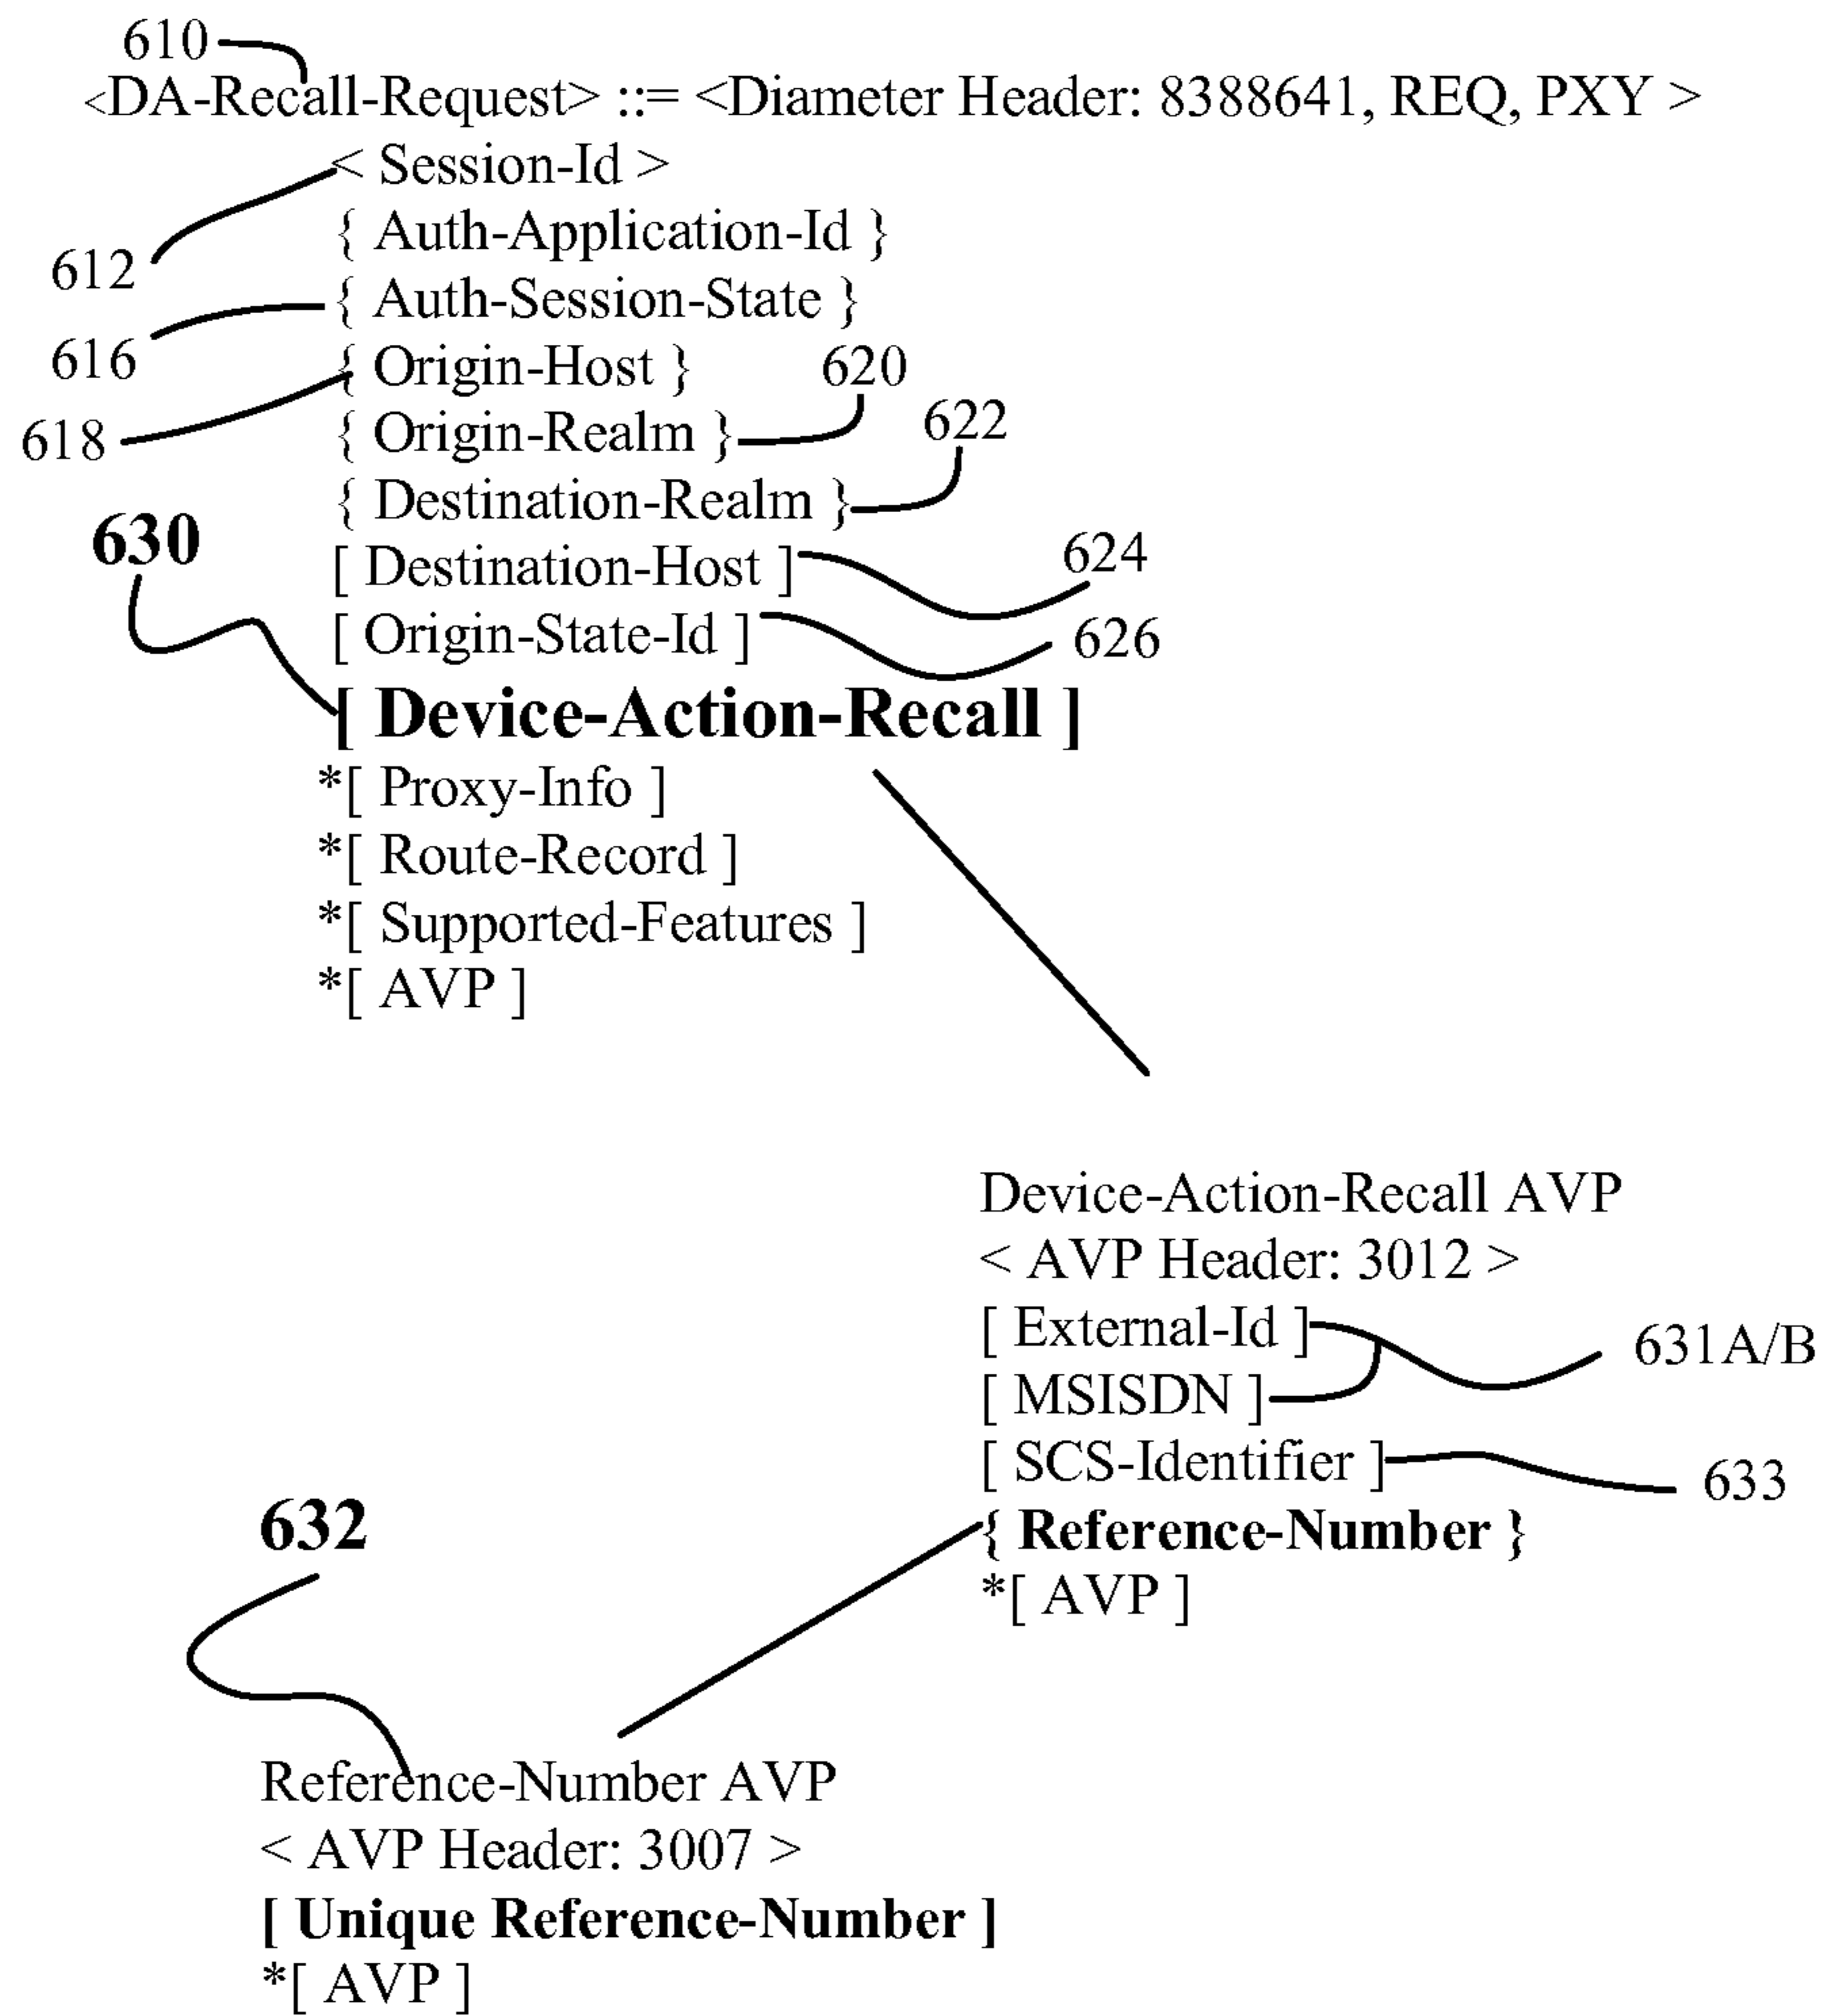 610
<DA-Recall-Request> ::= <Diameter Header: 8388641, REQ, PXY >
< Session-Id >
{ Auth-Application-Id }
612
{ Auth-Session-State }
616
{ Origin-Host }
620
618
{ Origin-Realm }
622
{ Destination-Realm }
630
[ Destination-Host ]
624
[ Origin-State-Id ]
626
[ Device-Action-Recall ]
*[ Proxy-Info ]
*[ Route-Record ]
*[ Supported-Features ]
*[ AVP ]
Device-Action-Recall AVP
< AVP Header: 3012 >
[ External-Id ]
631A/B
[ MSISDN ]
[ SCS-Identifier ]
633
632
{ Reference-Number }
*[ AVP ]
Reference-Number AVP
< AVP Header: 3007 >
[ Unique Reference-Number ]
*[ AVP ]